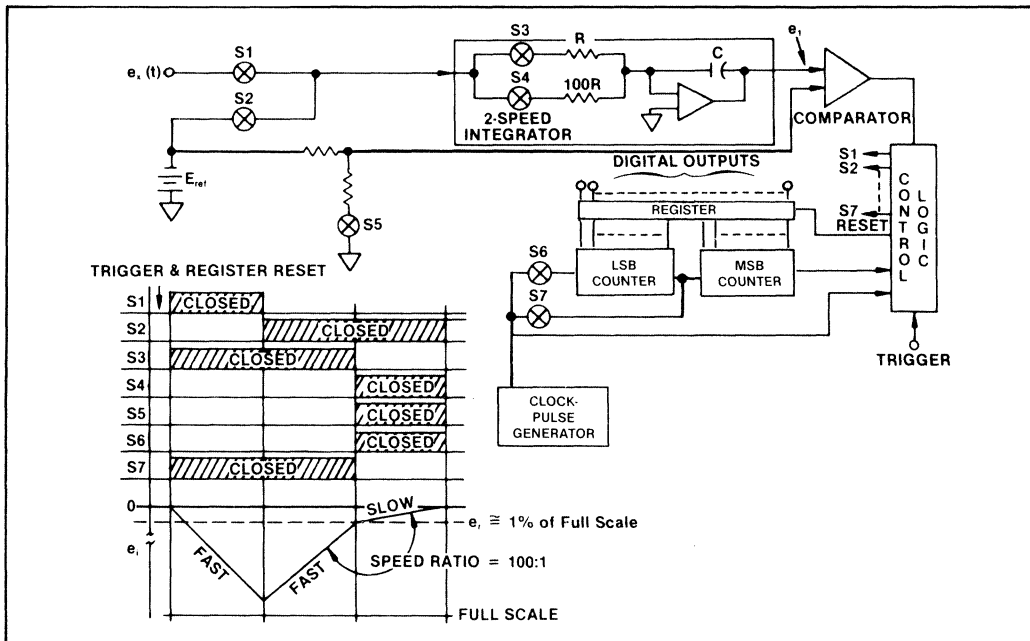 S1
eₓ (t)
S2
E_ref
S3
R
S4
100R
2-SPEED
INTEGRATOR
C
e₁
COMPARATOR
S5
DIGITAL OUTPUTS
REGISTER
S6
LSB
COUNTER
MSB
COUNTER
S7
CLOCK-
PULSE
GENERATOR
S1
S2
S7
RESET
CONTROL
LOGIC
TRIGGER
TRIGGER & REGISTER RESET
S1 CLOSED
S2 CLOSED
S3 CLOSED
S4 CLOSED
S5 CLOSED
S6 CLOSED
S7 CLOSED
0
SLOW
e₁ ≅ 1% of Full Scale
e₁
FAST
FAST
SPEED RATIO = 100:1
FULL SCALE